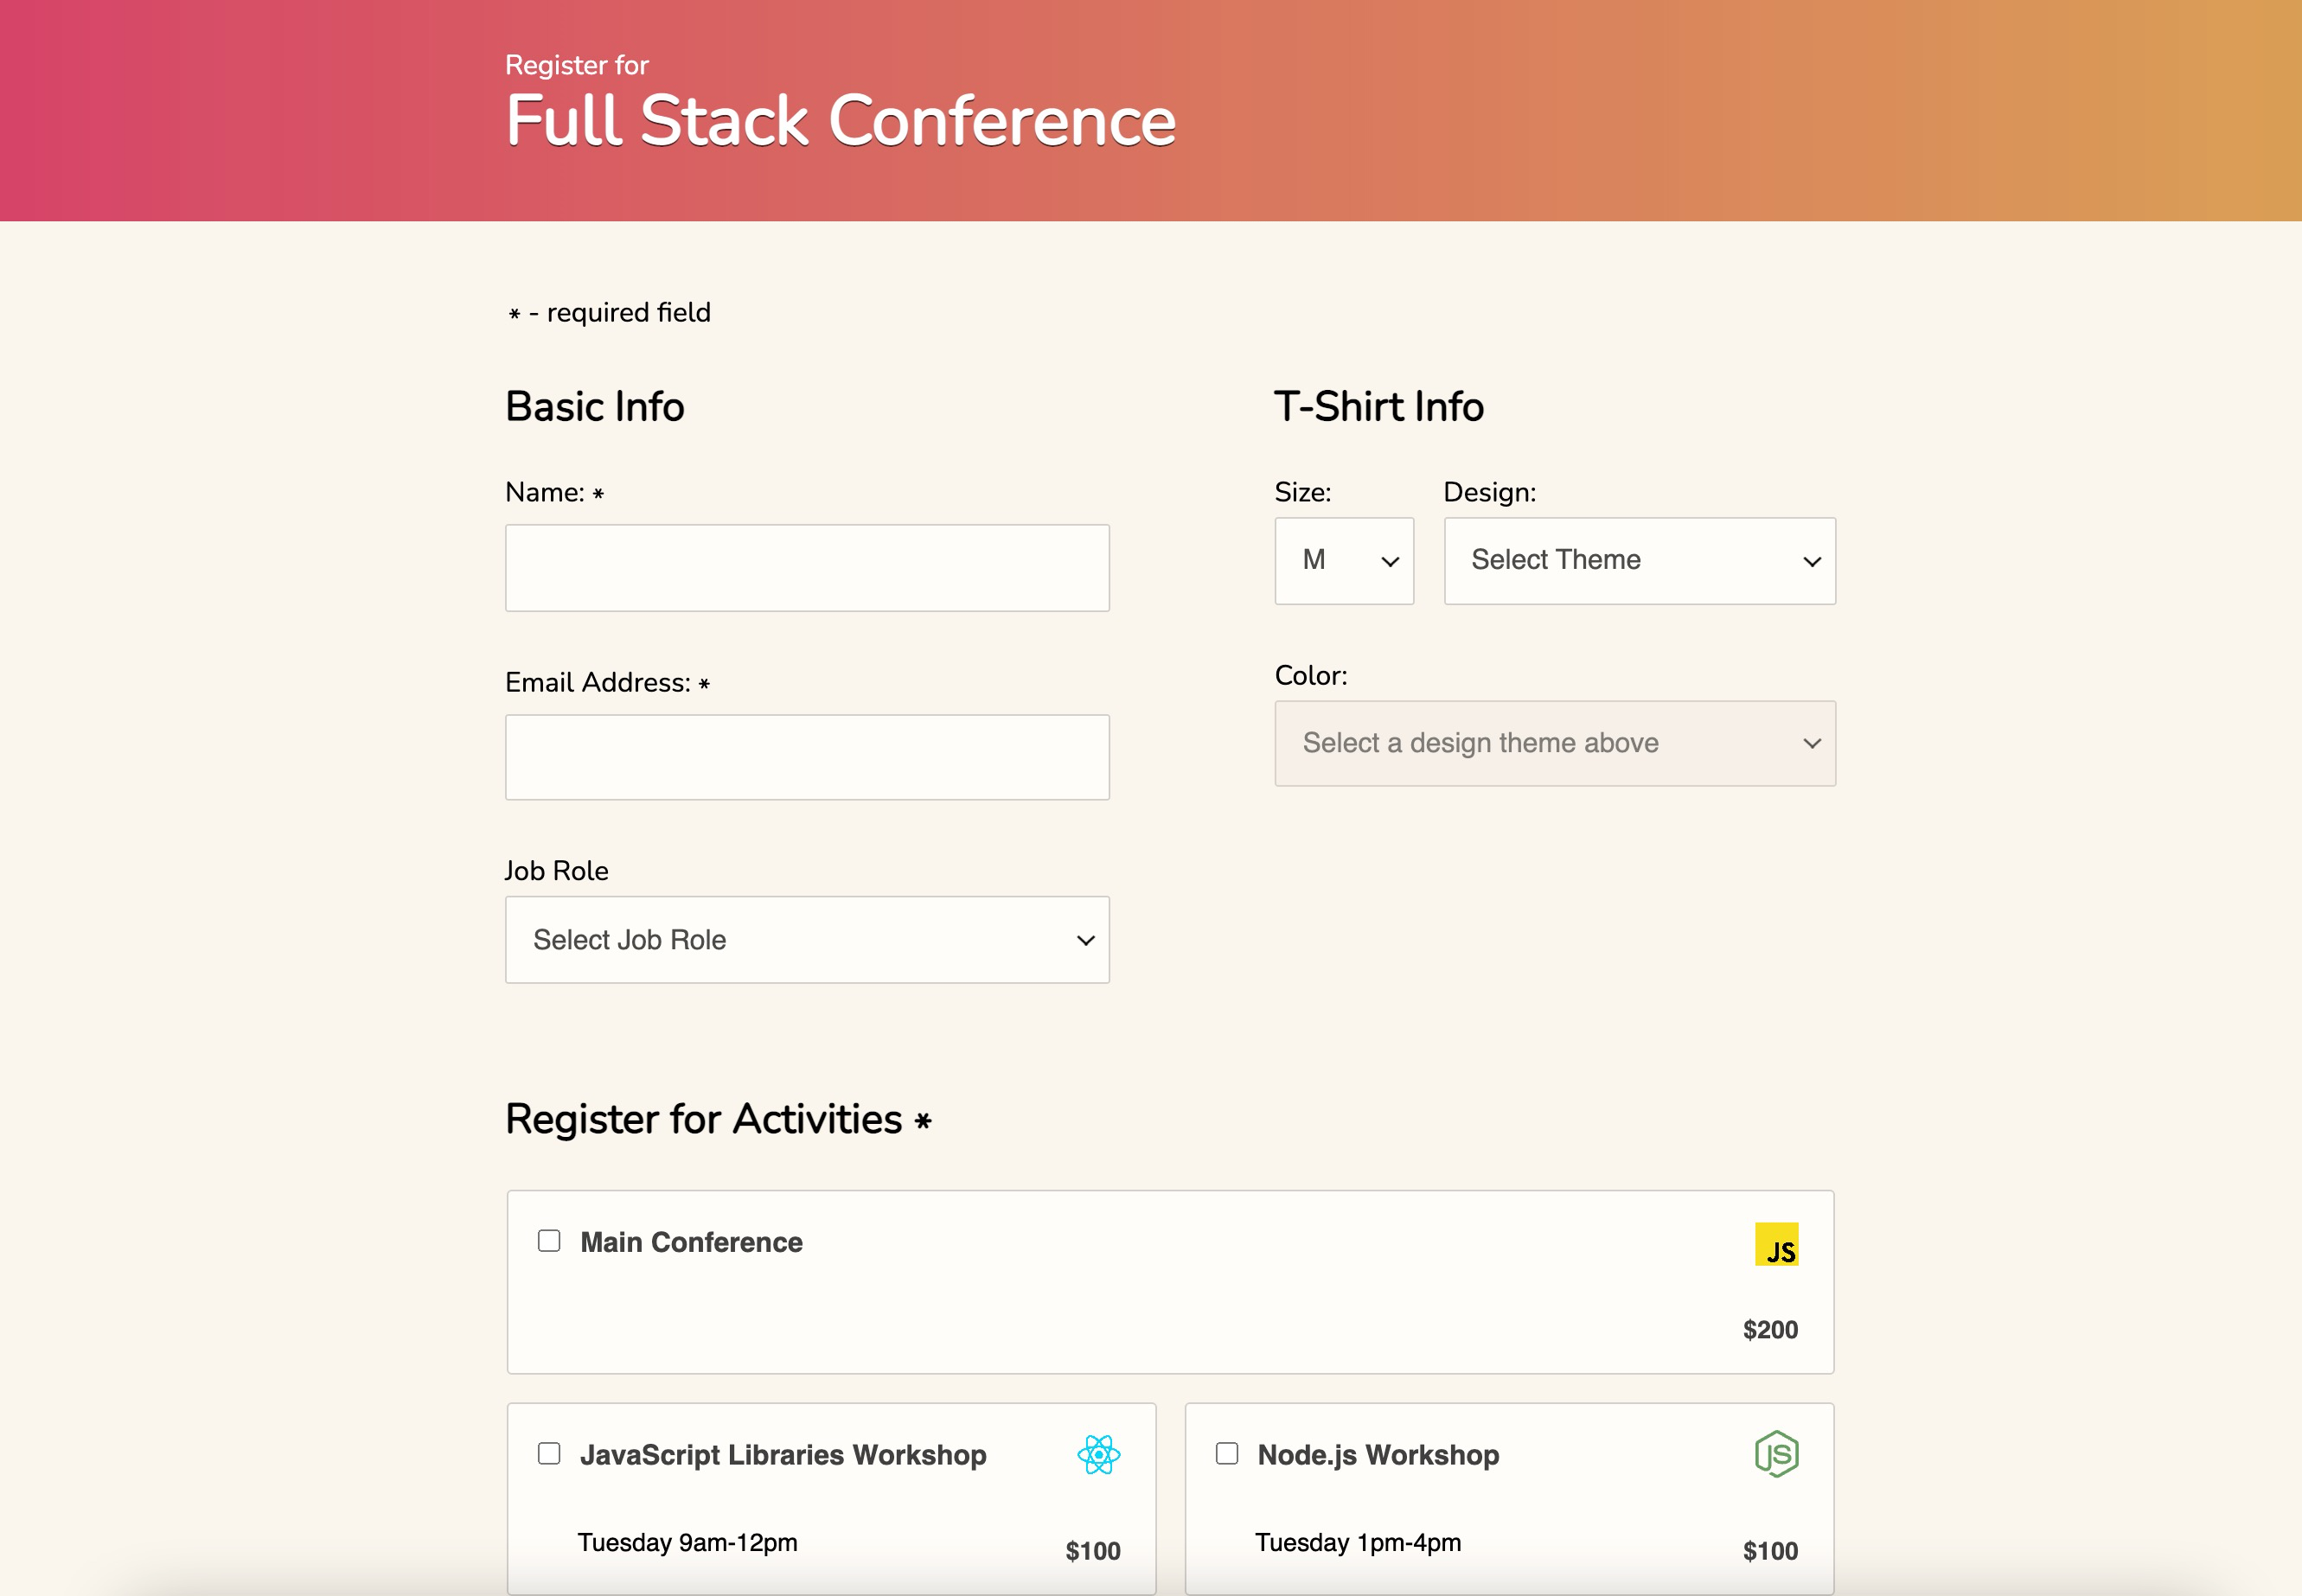 Register for
Full Stack Conference
* - required field
Basic Info
Name: *
Email Address: *
Job Role
Select Job Role
T-Shirt Info
Size:
Design:
M
Select Theme
Color:
Select a design theme above
Register for Activities *
Main Conference
JS
$200
JavaScript Libraries Workshop
Tuesday 9am-12pm
$100
Node.js Workshop
JS
Tuesday 1pm-4pm
$100